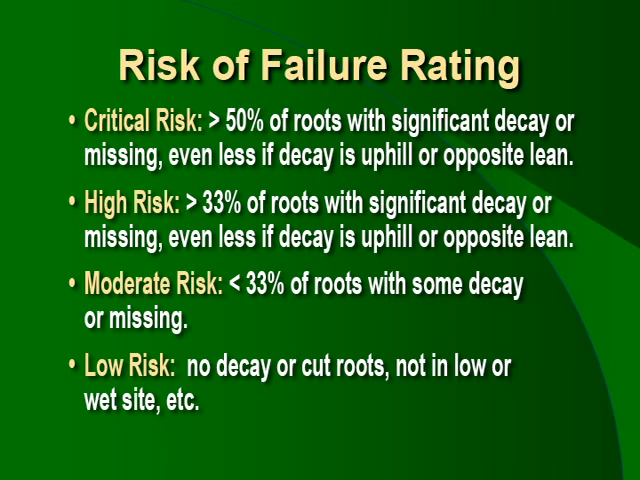 Risk of Failure Rating
• Critical Risk: > 50% of roots with significant decay or
missing, even less if decay is uphill or opposite lean.
• High Risk: > 33% of roots with significant decay or
missing, even less if decay is uphill or opposite lean.
• Moderate Risk: < 33% of roots with some decay
or missing.
• Low Risk:  no decay or cut roots, not in low or
wet site, etc.